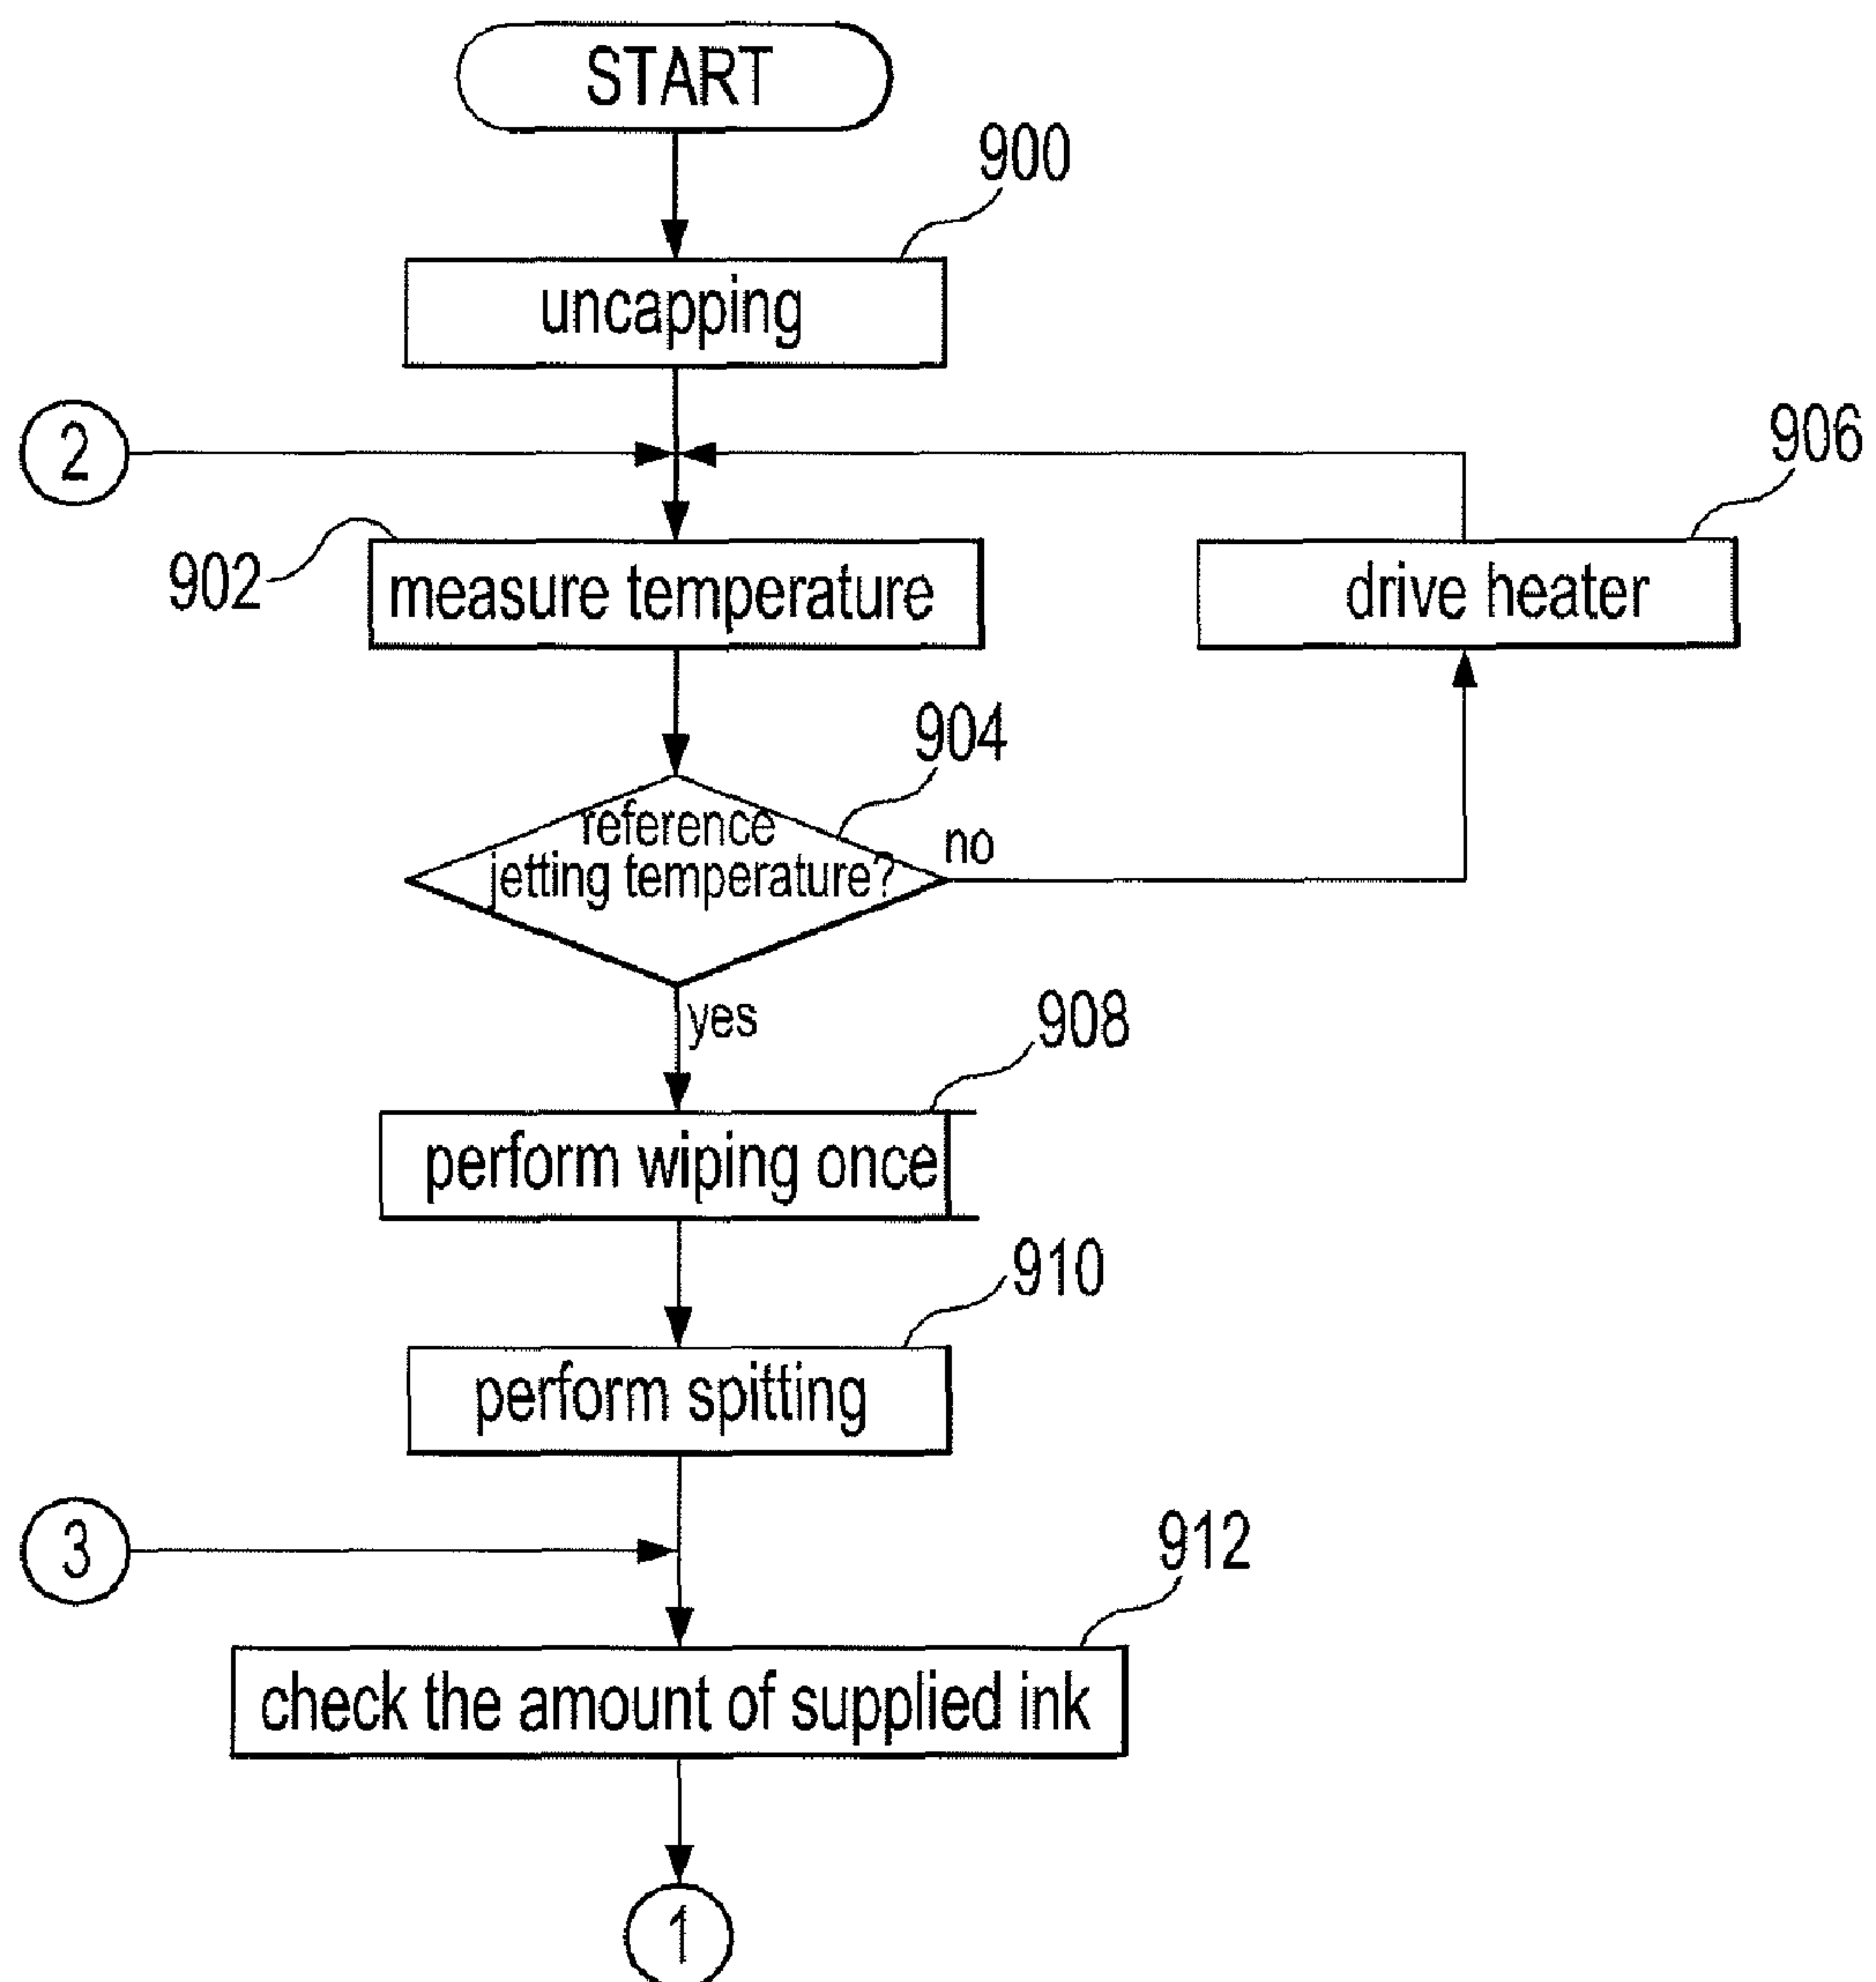 START
900
uncapping
2
906
902
measure temperature
drive heater
904
reference
jetting temperature?
no
yes
908
perform wiping once
910
perform spitting
3
912
check the amount of supplied ink
1